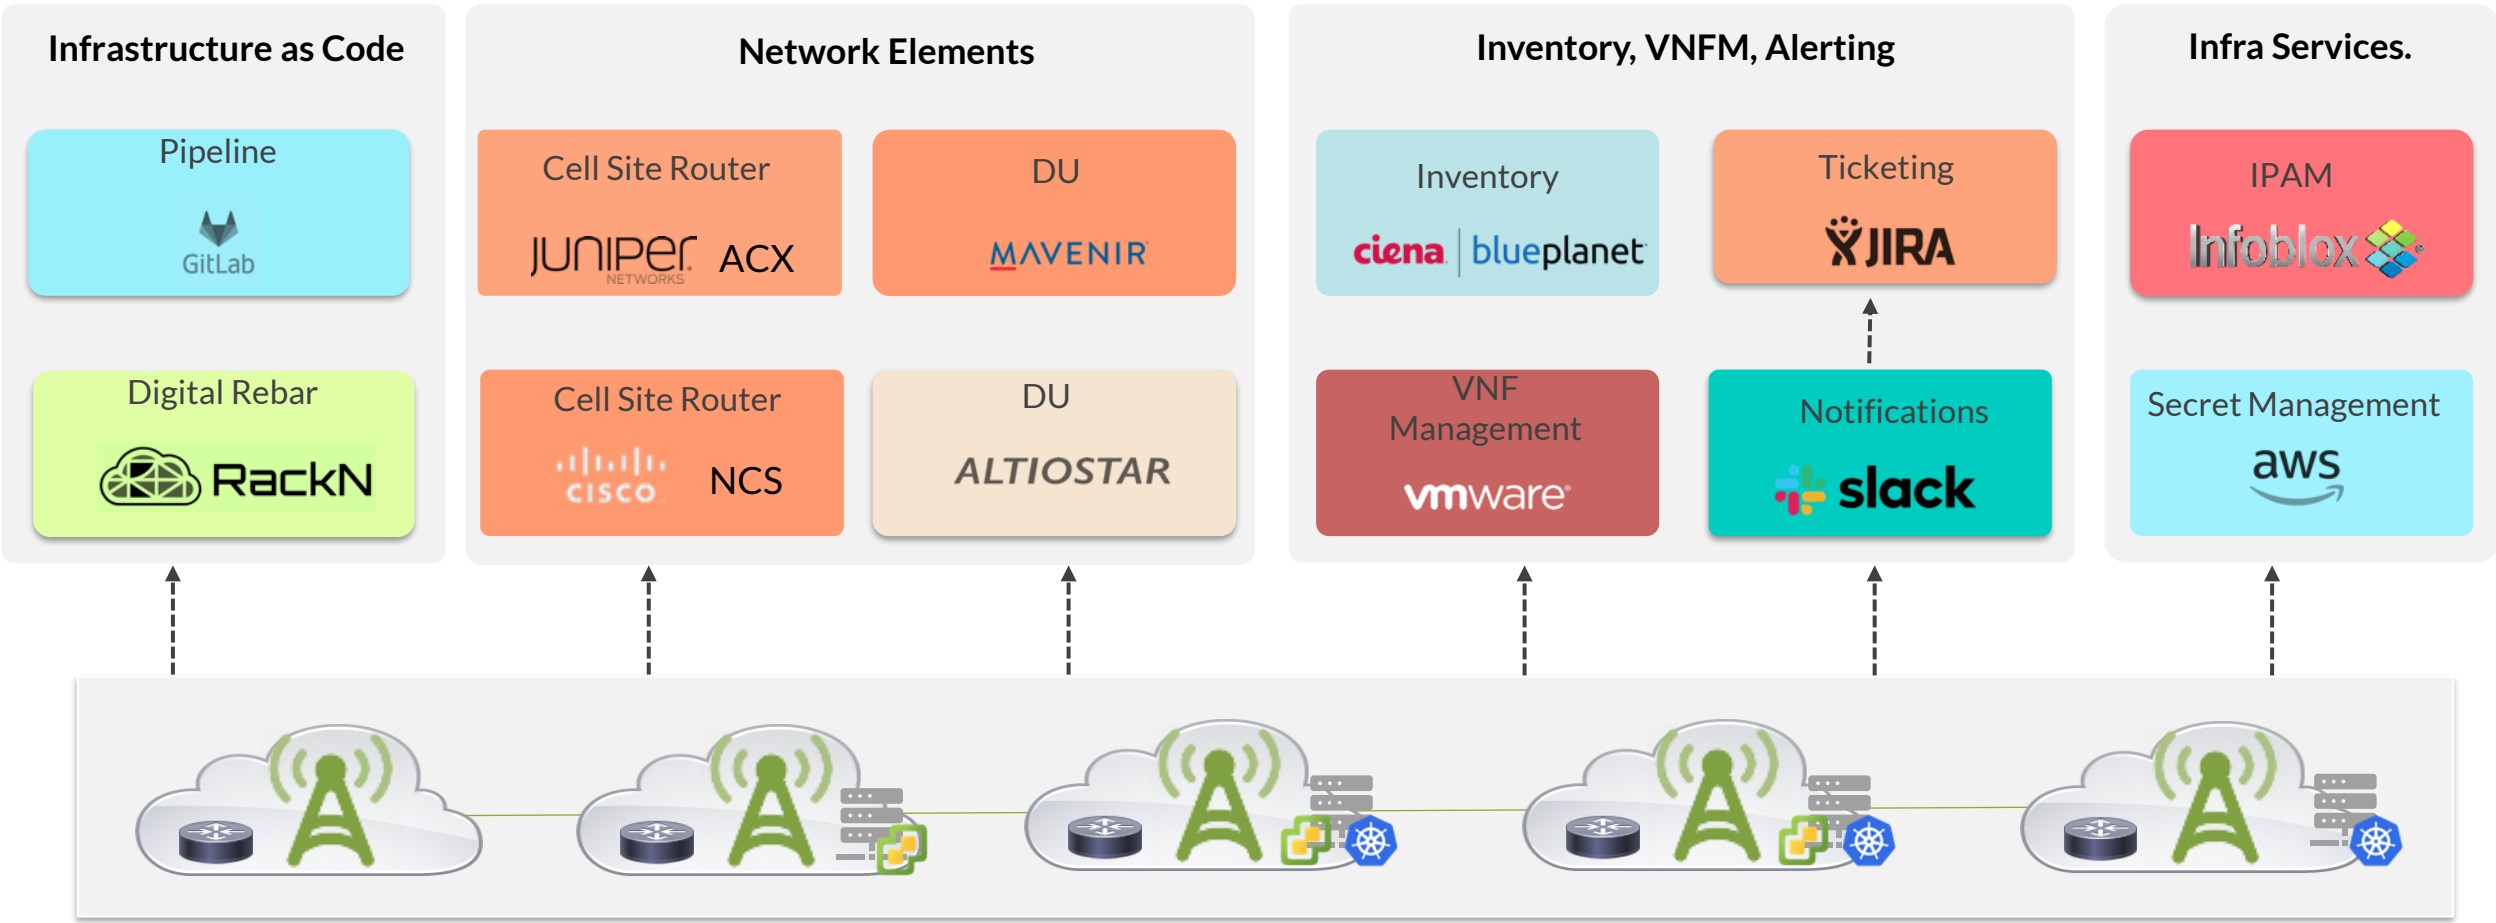 Infrastructure as Code
Pipeline
GitLab
Digital Rebar
RackN
Network Elements
Cell Site Router
JUNIPER
NETWORKS
ACX
DU
MAVENIR
Cell Site Router
CISCO
NCS
DU
ALTIOSTAR
Inventory, VNFM, Alerting
Inventory
ciena | blueplanet
Ticketing
JIRA
VNF
Management
vmware®
Notifications
slack
Infra Services.
IPAM
Infoblox
Secret Management
aws